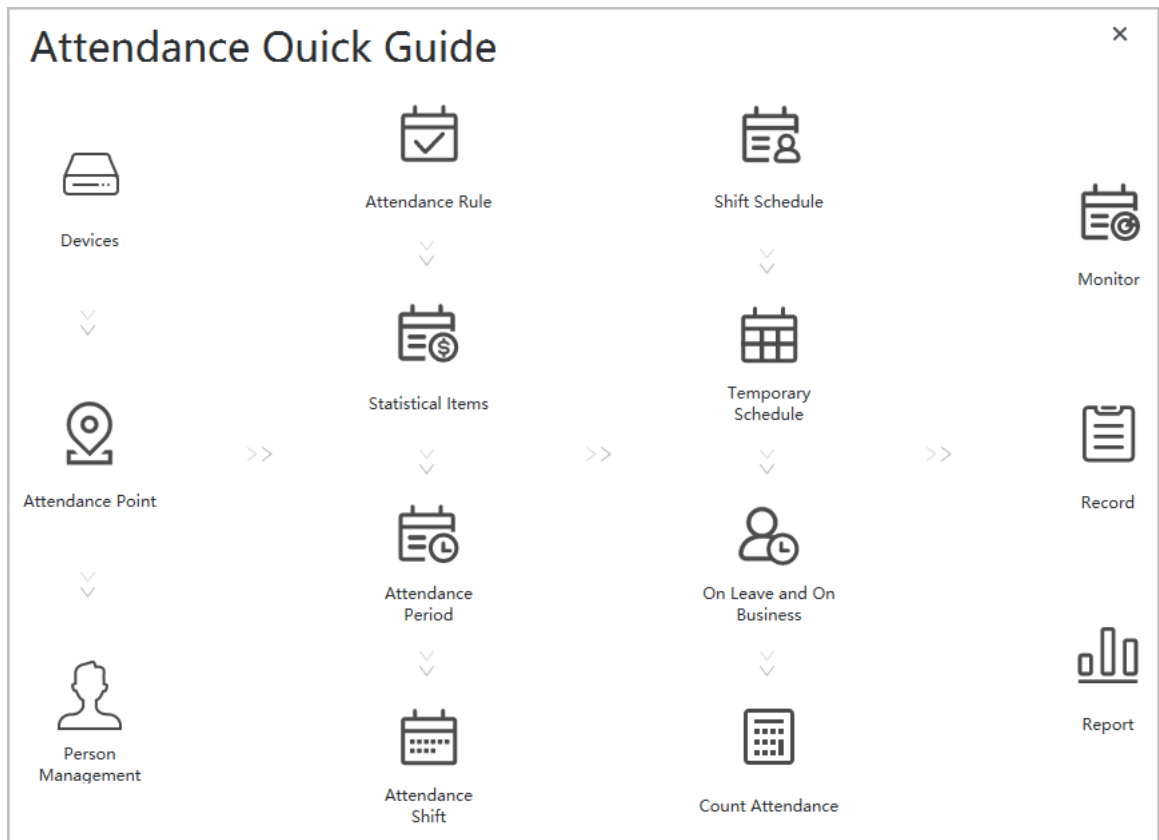 Attendance Quick Guide
Devices
Attendance Point
Person
Management
Attendance Rule
Statistical Items
Attendance
Period
Attendance
Shift
Shift Schedule
Temporary
Schedule
On Leave and On
Business
Count Attendance
Monitor
Record
Report